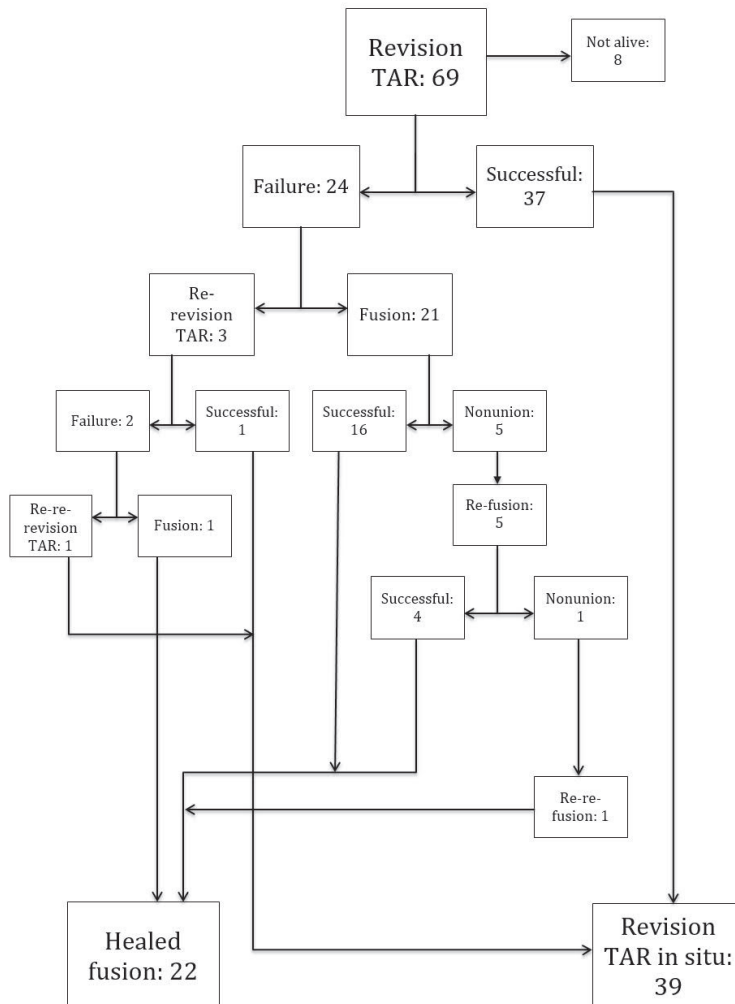 Revision
TAR: 69
Not alive:
8
Failure: 24
Successful:
37
Re-
revision
TAR: 3
Fusion: 21
Failure: 2
Successful:
1
Successful:
16
Nonunion:
5
Re-re-
revision
TAR: 1
Fusion: 1
Re-fusion:
5
Successful:
4
Nonunion:
1
Re-re-
fusion: 1
Healed
fusion: 22
Revision
TAR in situ:
39